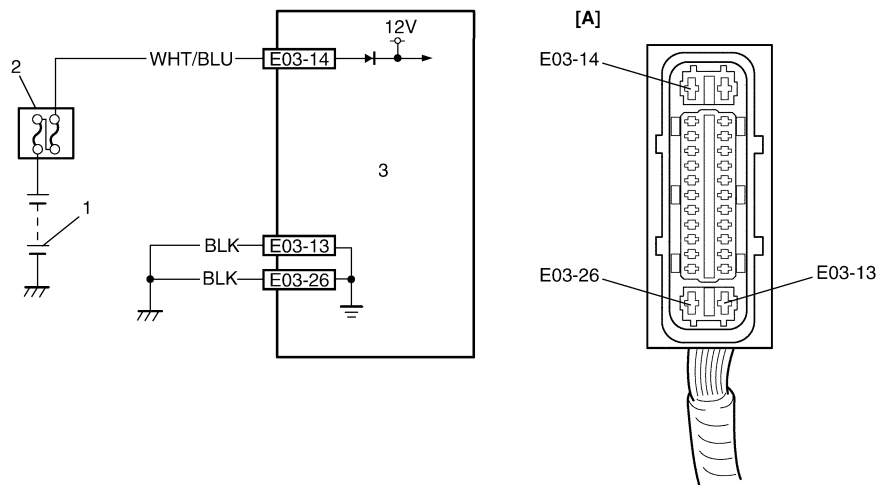 [A]
12V
2
WHT/BLU
E03-14
E03-14
3
1
BLK
E03-13
BLK
E03-26
E03-26
E03-13